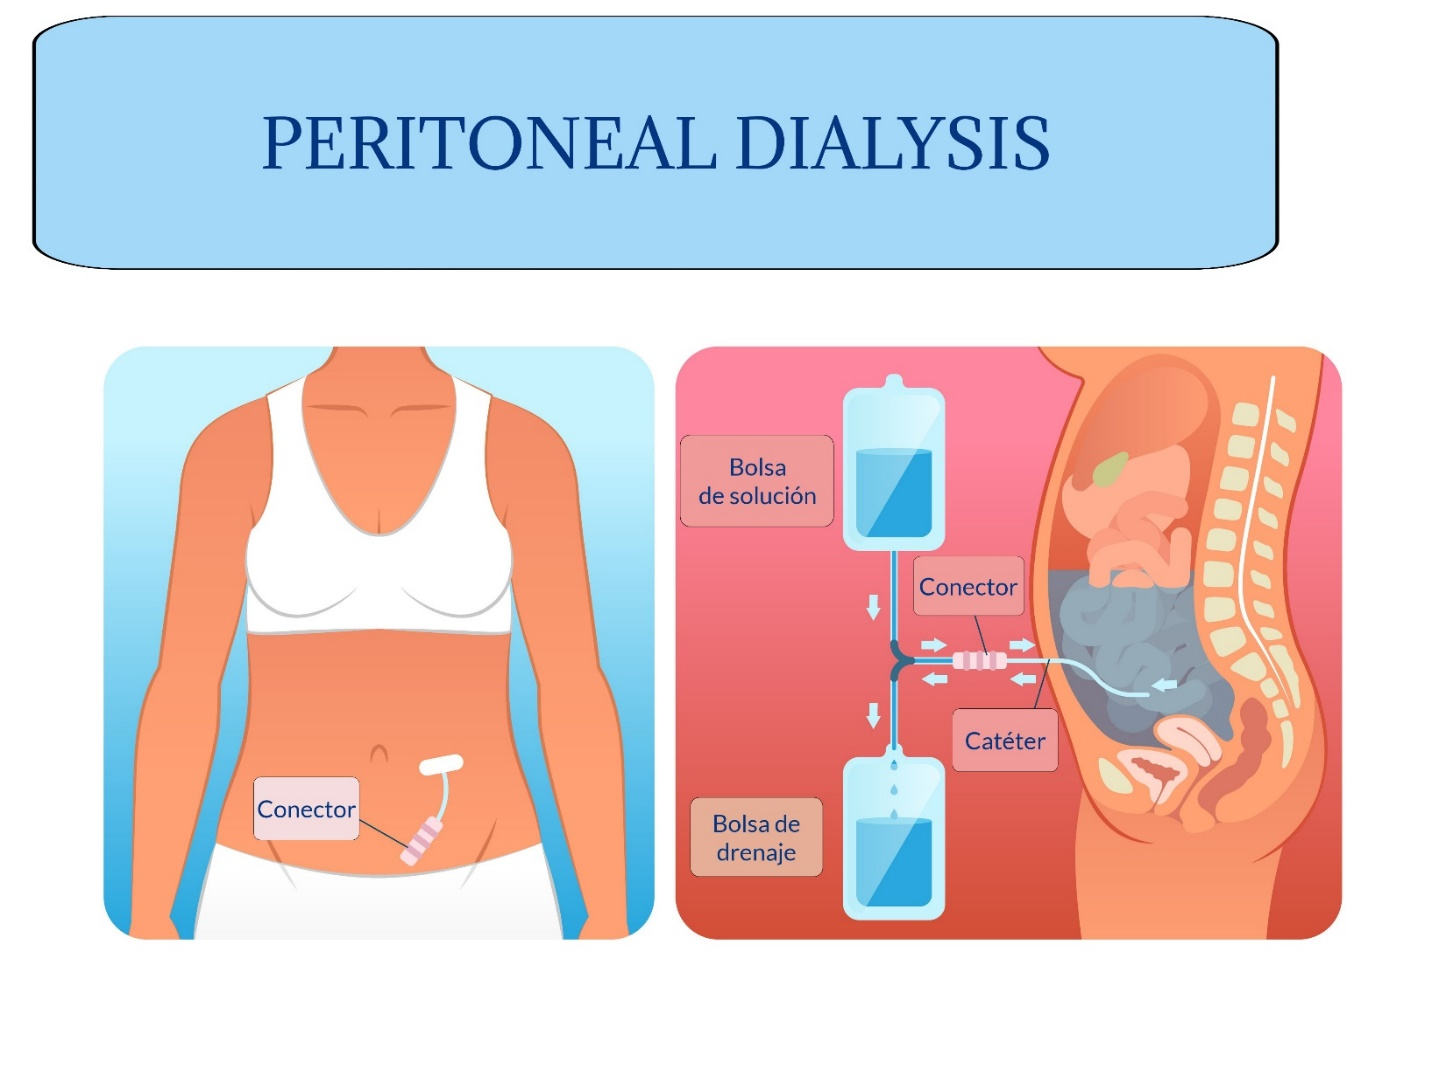 PERITONEAL DIALYSIS
Bolsa
de solución
Conector
Catéter
Conector
Bolsa de
drenaje